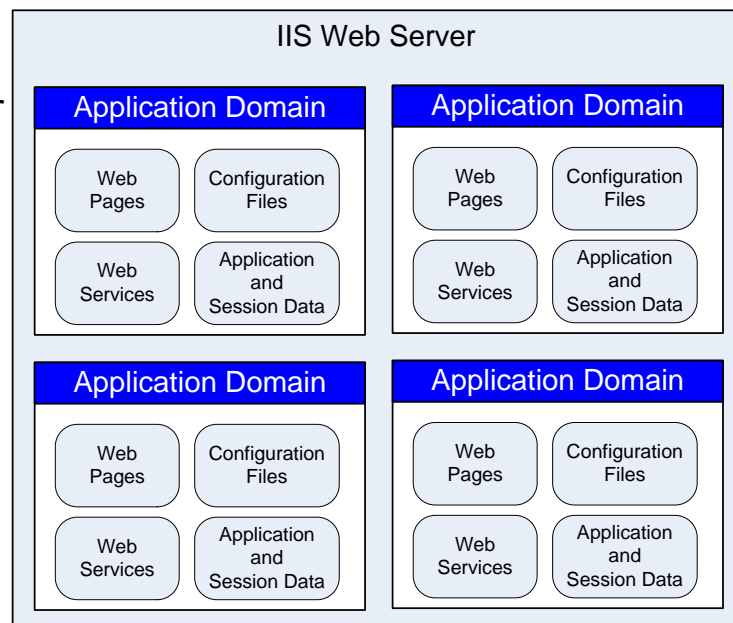 IIS Web Server
Application Domain
Web
Pages
Configuration
Files
Web
Services
Application
and
Session Data
Application Domain
Web
Pages
Configuration
Files
Web
Services
Application
and
Session Data
Application Domain
Web
Pages
Configuration
Files
Web
Services
Application
and
Session Data
Application Domain
Web
Pages
Configuration
Files
Web
Services
Application
and
Session Data